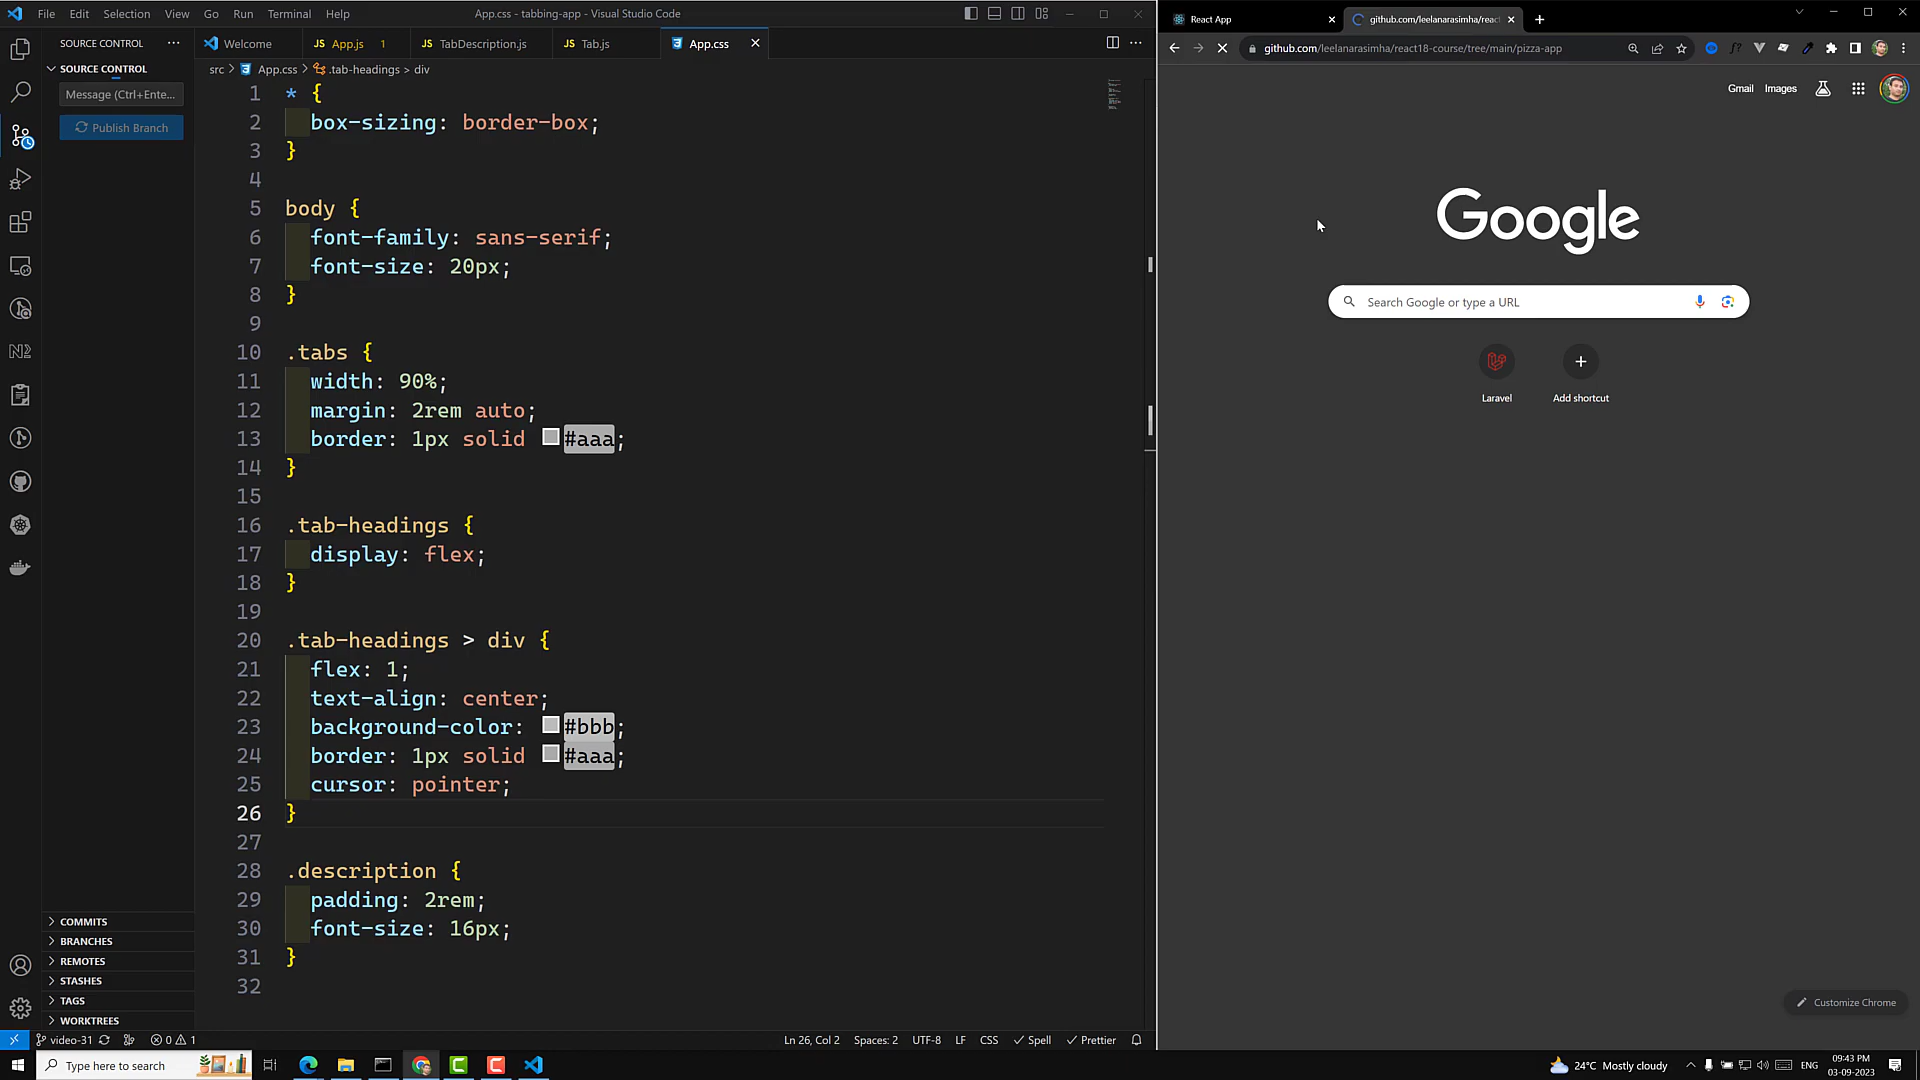 File Edit Selection View Go Run Terminal Help
App.css - tabbing-app - Visual Studio Code
SOURCE CONTROL
SOURCE CONTROL
Message (Ctrl+Ente...
Publish Branch
COMMITS
BRANCHES
REMOTES
STASHES
TAGS
WORKTREES
Welcome
App.js 1
TabDescription.js
Tab.js
App.css
src > App.css > .tab-headings > div
1 * {
2 box-sizing: border-box;
3 }
4
5 body {
6 font-family: sans-serif;
7 font-size: 20px;
8 }
9
10 .tabs {
11 width: 90%;
12 margin: 2rem auto;
13 border: 1px solid #aaa;
14 }
15
16 .tab-headings {
17 display: flex;
18 }
19
20 .tab-headings > div {
21 flex: 1;
22 text-align: center;
23 background-color: #bbb;
24 border: 1px solid #aaa;
25 cursor: pointer;
26 }
27
28 .description {
29 padding: 2rem;
30 font-size: 16px;
31 }
32
video-31
0 1
Ln 26, Col 2 Spaces: 2 UTF-8 LF CSS Spell Prettier
React App
github.com/leelanarasimha/react
github.com/leelanarasimha/react18-course/tree/main/pizza-app
Gmail Images
Google
Search Google or type a URL
Laravel
Add shortcut
Customize Chrome
Type here to search
24°C Mostly cloudy
ENG
09:43 PM
03-09-2023